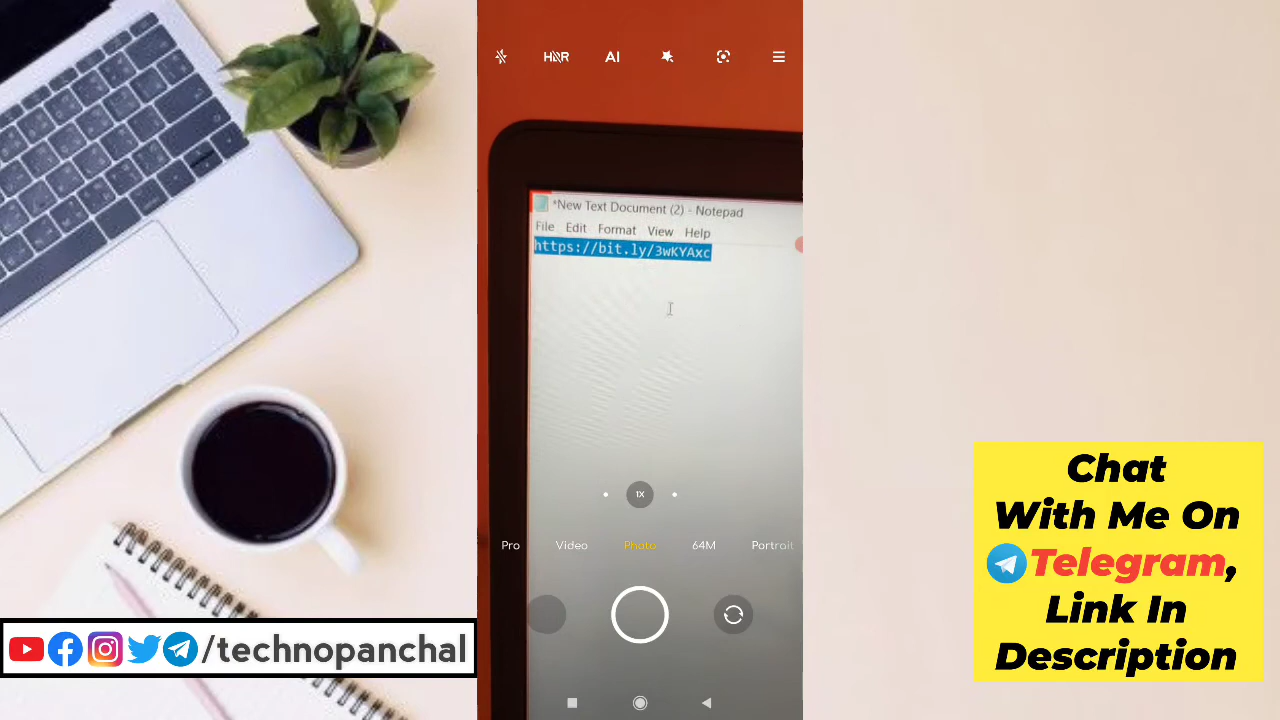 HDR
AI
*New Text Document (2) - Notepad
File Edit Format View Help
https://bit.ly/3wKYAxc
1X
Pro Video Photo 64M Portrait
/technopanchal
Chat
With Me On
Telegram,
Link In
Description